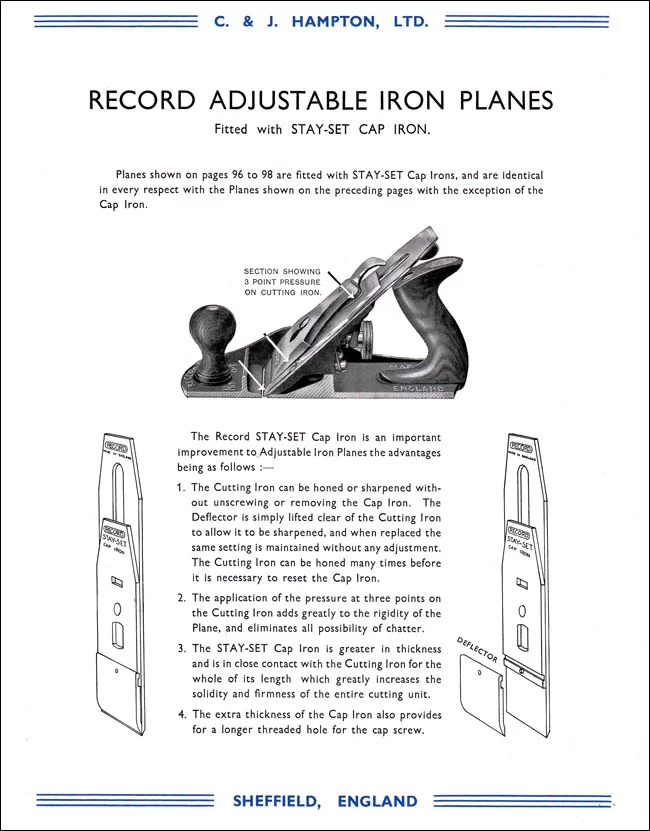 C. & J. HAMPTON, LTD.
RECORD ADJUSTABLE IRON PLANES
Fitted with STAY-SET CAP IRON.
Planes shown on pages 96 to 98 are fitted with STAY-SET Cap Irons, and are identical
in every respect with the Planes shown on the preceding pages with the exception of the
Cap Iron.
SECTION SHOWING
3 POINT PRESSURE
ON CUTTING IRON.
ENGLAND
The Record STAY-SET Cap Iron is an important
improvement to Adjustable Iron Planes the advantages
being as follows :—
1. The Cutting Iron can be honed or sharpened with-
out unscrewing or removing the Cap Iron. The
Deflector is simply lifted clear of the Cutting Iron
to allow it to be sharpened, and when replaced the
same setting is maintained without any adjustment.
The Cutting Iron can be honed many times before
it is necessary to reset the Cap Iron.
2. The application of the pressure at three points on
the Cutting Iron adds greatly to the rigidity of the
Plane, and eliminates all possibility of chatter.
3. The STAY-SET Cap Iron is greater in thickness
and is in close contact with the Cutting Iron for the
whole of its length which greatly increases the
solidity and firmness of the entire cutting unit.
4. The extra thickness of the Cap Iron also provides
for a longer threaded hole for the cap screw.
RECORD
MADE IN ENGLAND
RECORD
STAY-SET
CAP IRON
RECORD
MADE IN ENGLAND
RECORD
STAY-SET
CAP IRON
DEFLECTOR
SHEFFIELD, ENGLAND